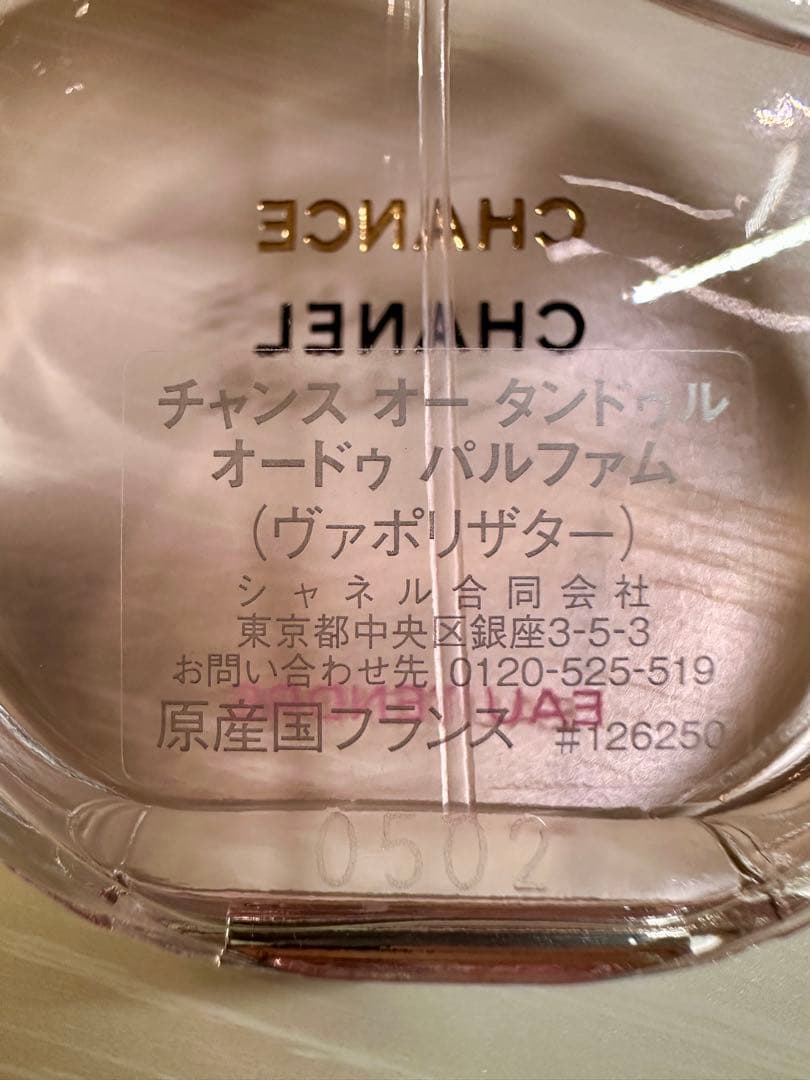 CHANCE
CHANEL
チャンス オー タンドゥル
オードゥ パルファム
(ヴァポリザター)
シャネル合同会社
東京都中央区銀座3-5-3
お問い合わせ先 0120-525-519
EAU TENDRE
原産国フランス #126250
0502